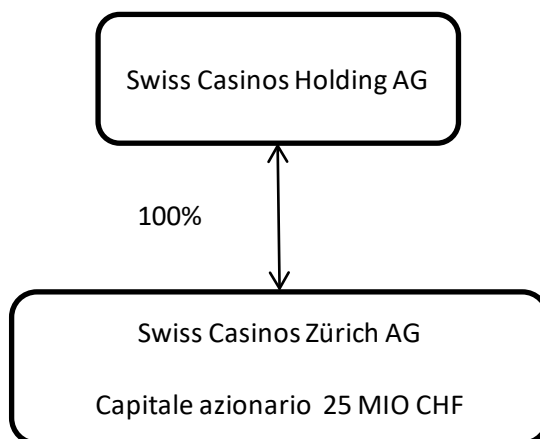 Swiss Casinos Holding AG
100%
Swiss Casinos Zürich AG
Capitale azionario 25 MIO CHF